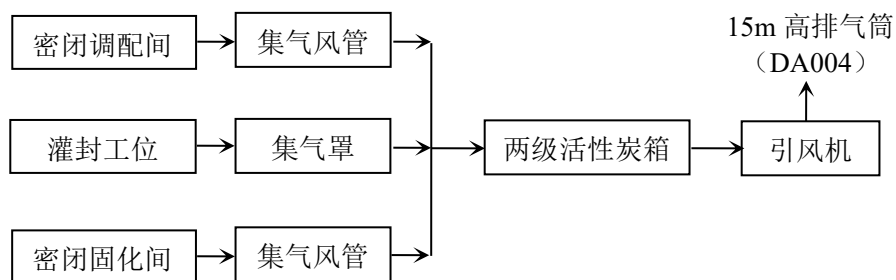 密闭调配间
集气风管
15m 高排气筒
（DA004）
灌封工位
集气罩
两级活性炭箱
引风机
密闭固化间
集气风管